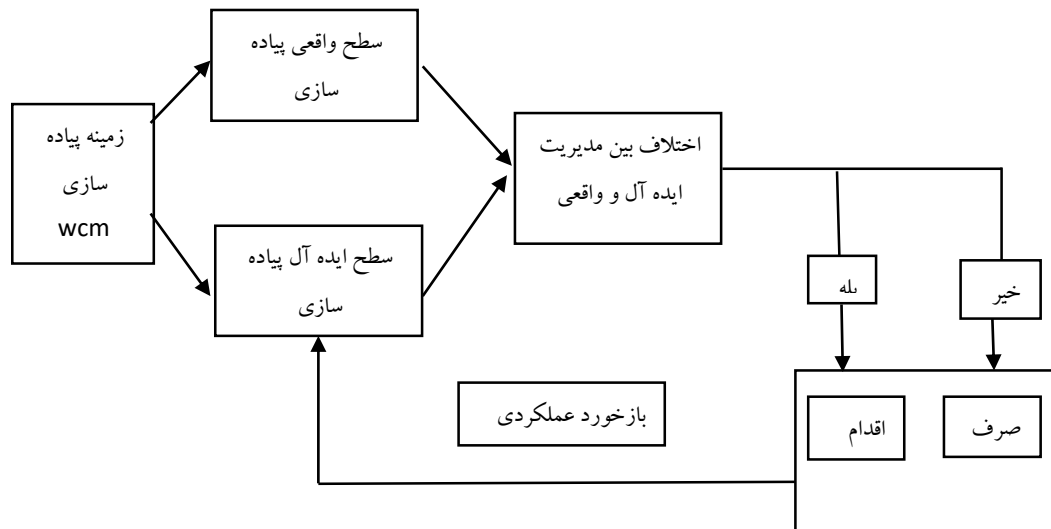 زمینه پیاده
سازی
wcm
سطح واقعی پیاده
سازی
سطح ایده آل پیاده
سازی
اختلاف بین مدیریت
ایده آل و واقعی
بله
خیر
اقدام
صرف
بازخورد عملکردی